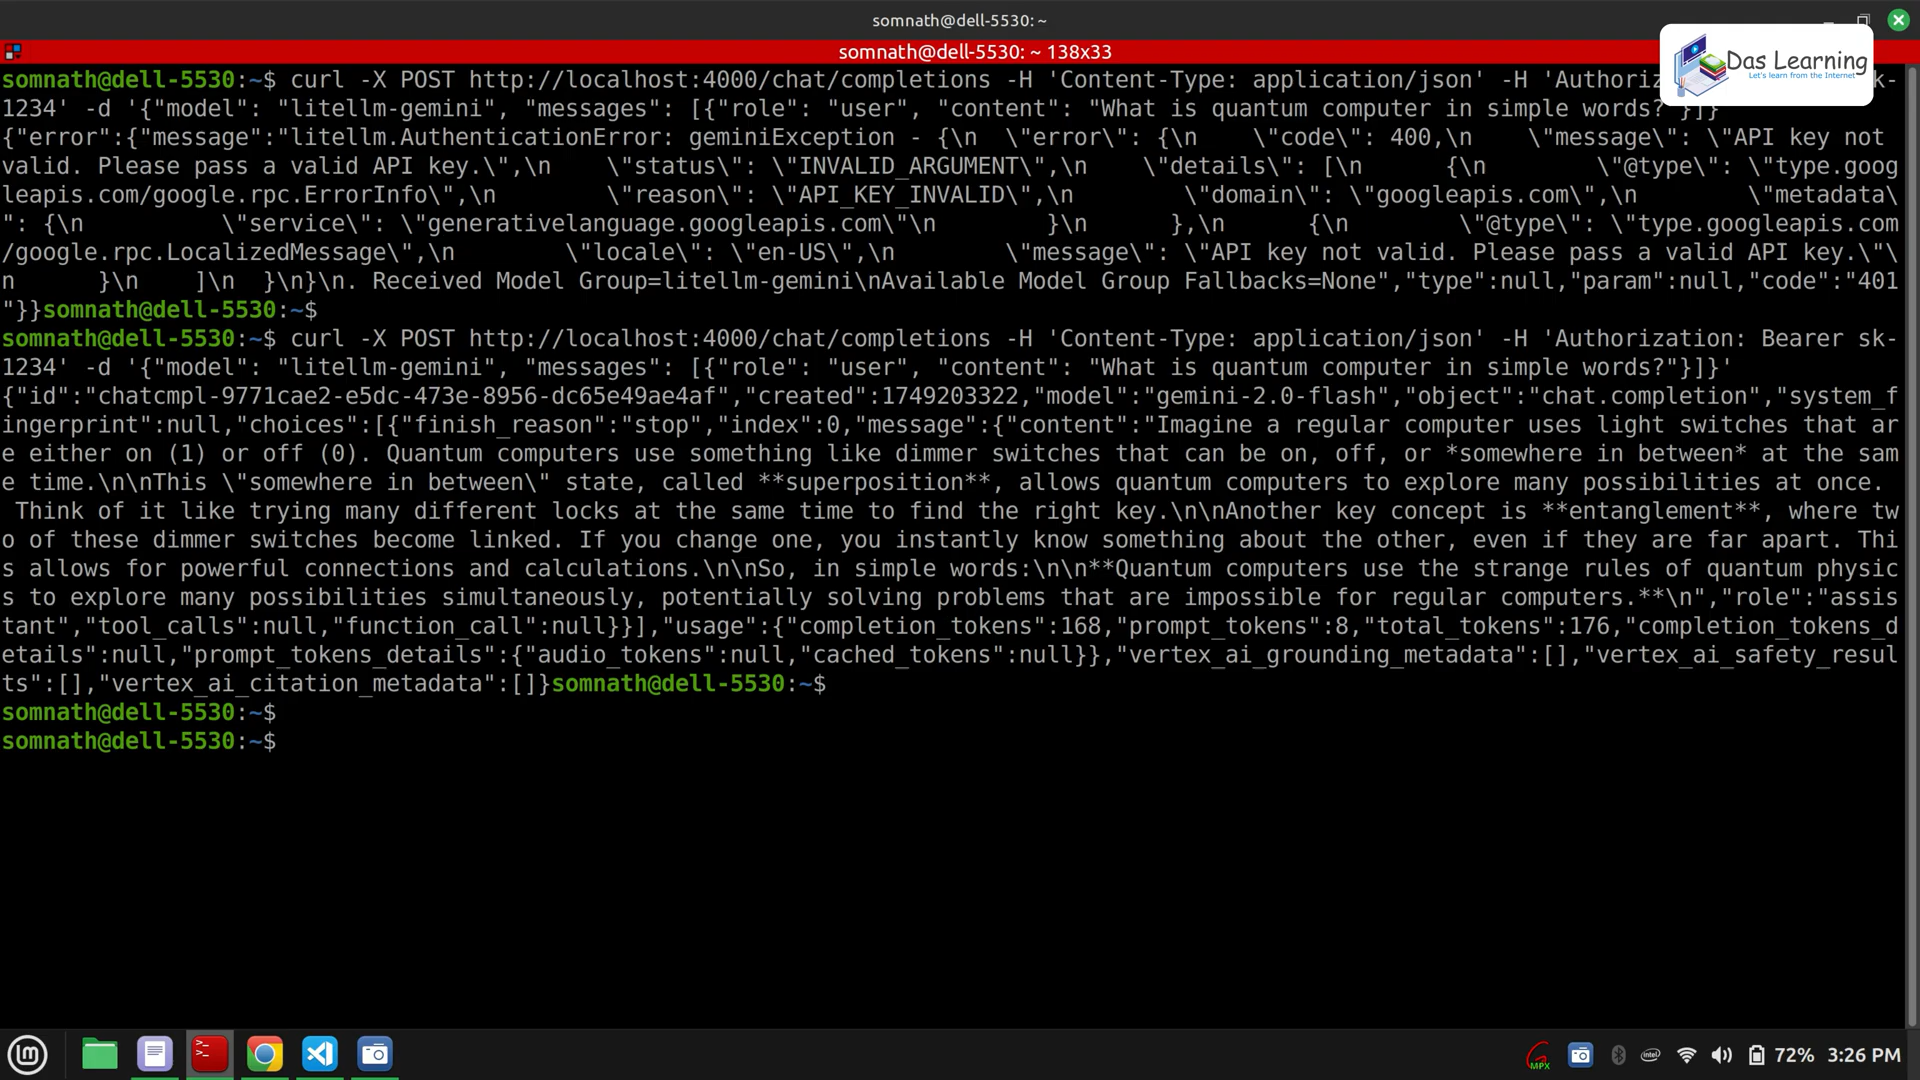 somnath@dell-5530: ~
somnath@dell-5530: ~ 138x33
Das Learning
Let's learn from the Internet
somnath@dell-5530:~$ curl -X POST http://localhost:4000/chat/completions -H 'Content-Type: application/json' -H 'Authorization: k-
1234' -d '{"model": "litellm-gemini", "messages": [{"role": "user", "content": "What is quantum computer in simple words? }]}
{"error":{"message":"litellm.AuthenticationError: geminiException - {\n  \"error\": {\n    \"code\": 400,\n    \"message\": \"API key not
valid. Please pass a valid API key.\",\n    \"status\": \"INVALID_ARGUMENT\",\n    \"details\": [\n      {\n        \"@type\": \"type.goog
leapis.com/google.rpc.ErrorInfo\",\n        \"reason\": \"API_KEY_INVALID\",\n        \"domain\": \"googleapis.com\",\n        \"metadata\
": {\n          \"service\": \"generativelanguage.googleapis.com\"\n        }\n      },\n      {\n        \"@type\": \"type.googleapis.com
/google.rpc.LocalizedMessage\",\n        \"locale\": \"en-US\",\n        \"message\": \"API key not valid. Please pass a valid API key.\"\
n      }\n    ]\n  }\n}\n. Received Model Group=litellm-gemini\nAvailable Model Group Fallbacks=None","type":null,"param":null,"code":"401
"}}somnath@dell-5530:~$
somnath@dell-5530:~$ curl -X POST http://localhost:4000/chat/completions -H 'Content-Type: application/json' -H 'Authorization: Bearer sk-
1234' -d '{"model": "litellm-gemini", "messages": [{"role": "user", "content": "What is quantum computer in simple words?"}]}'
{"id":"chatcmpl-9771cae2-e5dc-473e-8956-dc65e49ae4af","created":1749203322,"model":"gemini-2.0-flash","object":"chat.completion","system_f
ingerprint":null,"choices":[{"finish_reason":"stop","index":0,"message":{"content":"Imagine a regular computer uses light switches that ar
e either on (1) or off (0). Quantum computers use something like dimmer switches that can be on, off, or *somewhere in between* at the sam
e time.\n\nThis \"somewhere in between\" state, called **superposition**, allows quantum computers to explore many possibilities at once.
 Think of it like trying many different locks at the same time to find the right key.\n\nAnother key concept is **entanglement**, where tw
o of these dimmer switches become linked. If you change one, you instantly know something about the other, even if they are far apart. Thi
s allows for powerful connections and calculations.\n\nSo, in simple words:\n\n**Quantum computers use the strange rules of quantum physic
s to explore many possibilities simultaneously, potentially solving problems that are impossible for regular computers.**\n","role":"assis
tant","tool_calls":null,"function_call":null}}],"usage":{"completion_tokens":168,"prompt_tokens":8,"total_tokens":176,"completion_tokens_d
etails":null,"prompt_tokens_details":{"audio_tokens":null,"cached_tokens":null}},"vertex_ai_grounding_metadata":[],"vertex_ai_safety_resul
ts":[],"vertex_ai_citation_metadata":[]}somnath@dell-5530:~$
somnath@dell-5530:~$
somnath@dell-5530:~$
MPX
intel
72%
3:26 PM